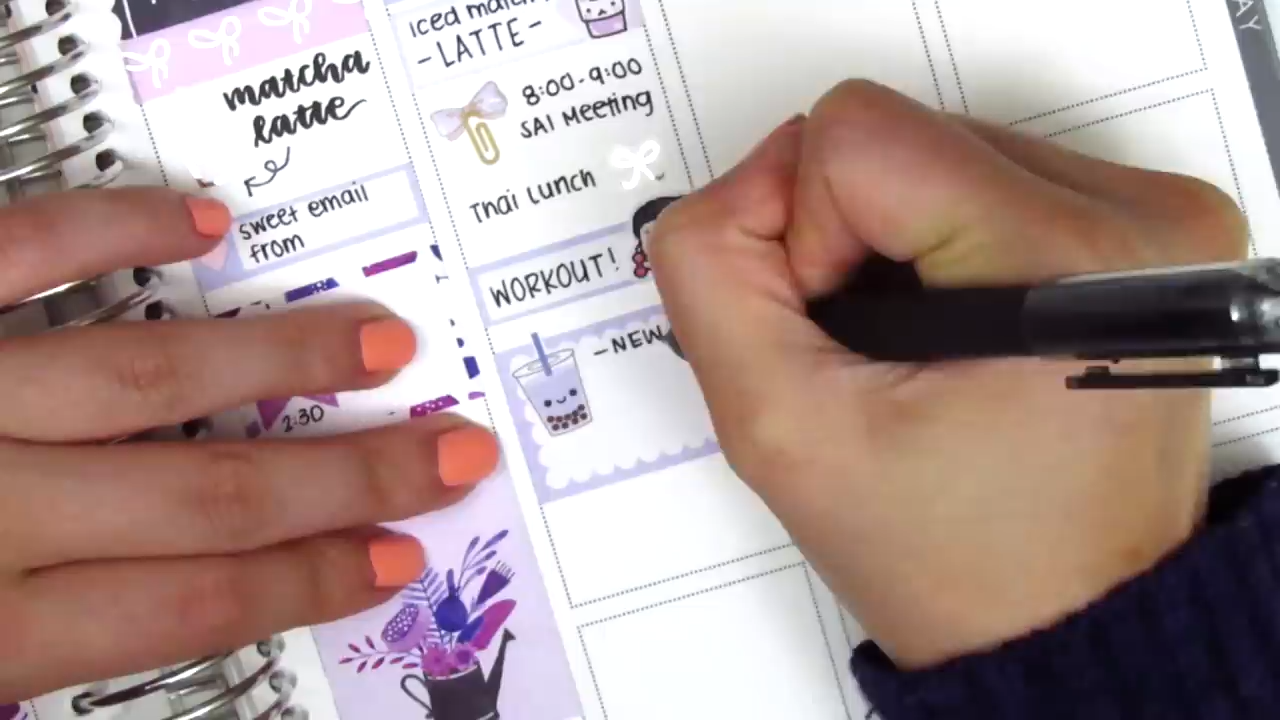 matcha
latte
sweet email
from
2:30
iced matcha
-LATTE-
8:00-9:00
SAI Meeting
Thai Lunch
WORKOUT!
-NEW
AY